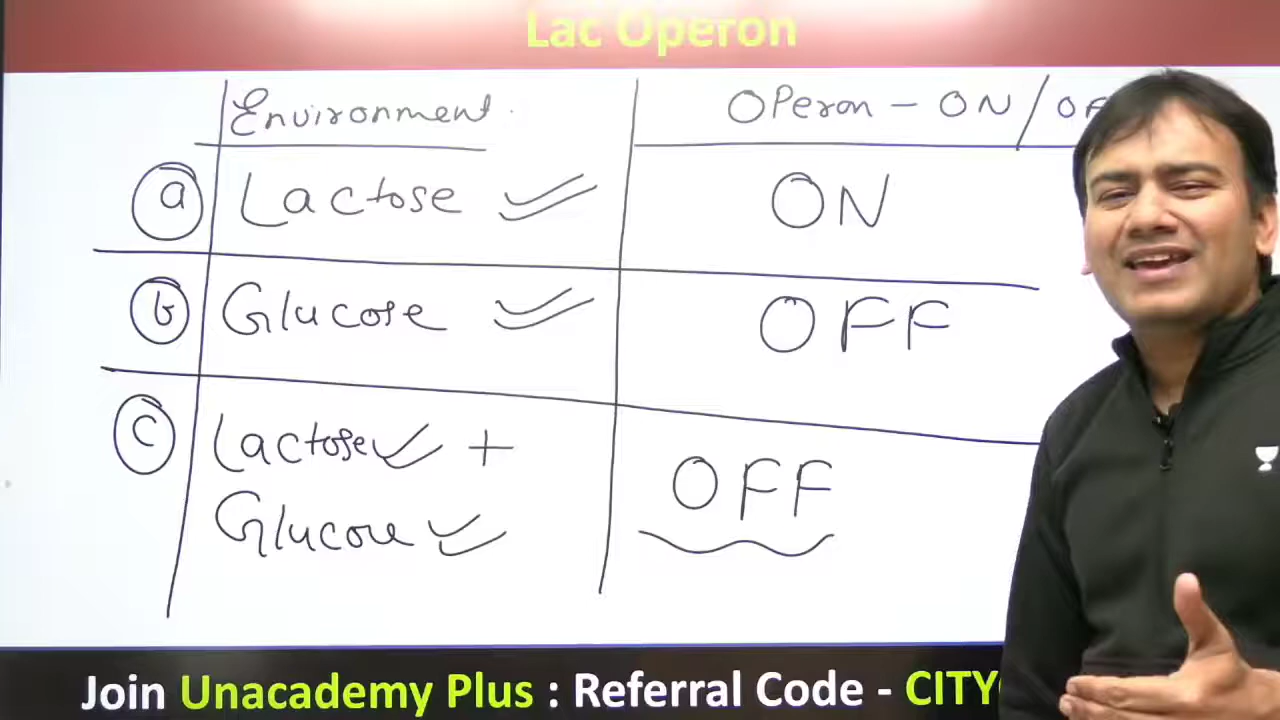 Lac Operon
Environment. Operon - ON/OF
a Lactose ON
b Glucose OFF
c Lactose + OFF
Glucose
Join Unacademy Plus : Referral Code - CITY